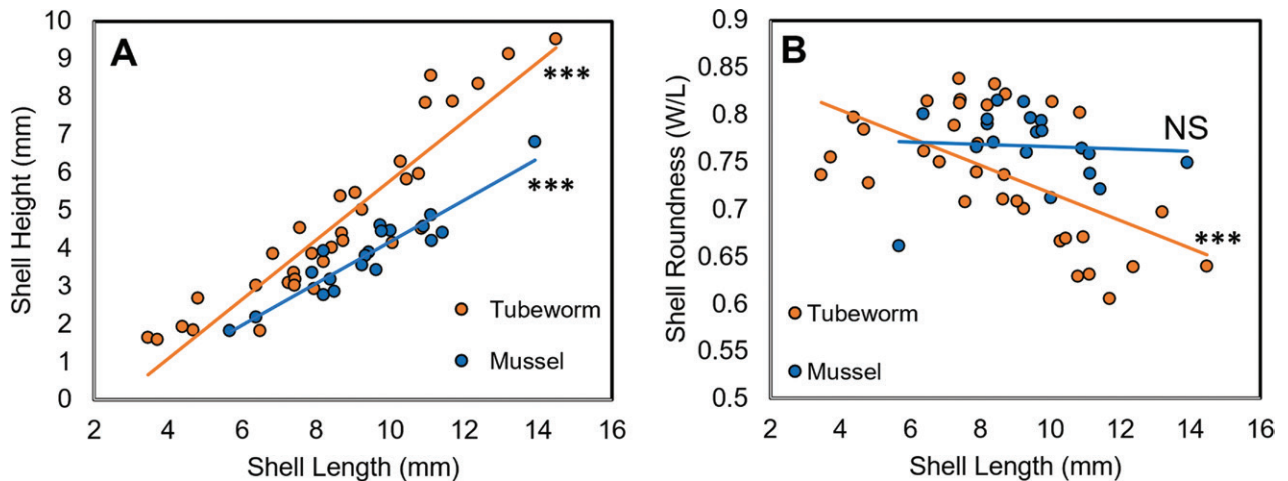 A
10
9
8
7
6
5
4
3
2
1
0
Shell Height (mm)
***
***
Tubeworm
Mussel
2 4 6 8 10 12 14 16
Shell Length (mm)
B
0.9
0.85
0.8
0.75
0.7
0.65
0.6
0.55
0.5
Shell Roundness (W/L)
NS
***
Tubeworm
Mussel
2 4 6 8 10 12 14 16
Shell Length (mm)